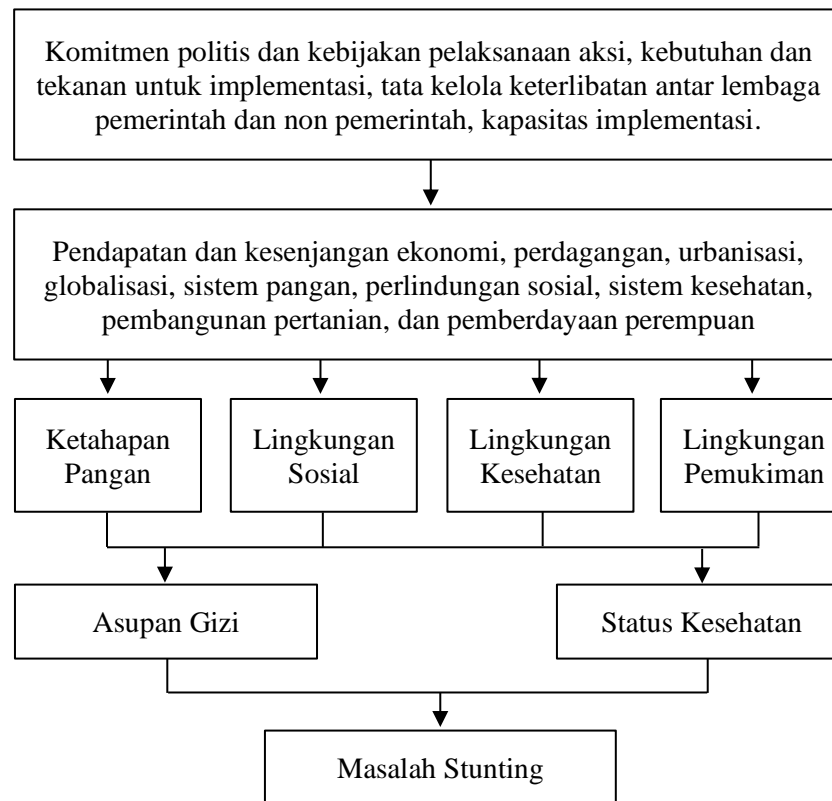 Komitmen politis dan kebijakan pelaksanaan aksi, kebutuhan dan
tekanan untuk implementasi, tata kelola keterlibatan antar lembaga
pemerintah dan non pemerintah, kapasitas implementasi.
Pendapatan dan kesenjangan ekonomi, perdagangan, urbanisasi,
globalisasi, sistem pangan, perlindungan sosial, sistem kesehatan,
pembangunan pertanian, dan pemberdayaan perempuan
Ketahapan
Pangan
Lingkungan
Sosial
Lingkungan
Kesehatan
Lingkungan
Pemukiman
Asupan Gizi
Status Kesehatan
Masalah Stunting